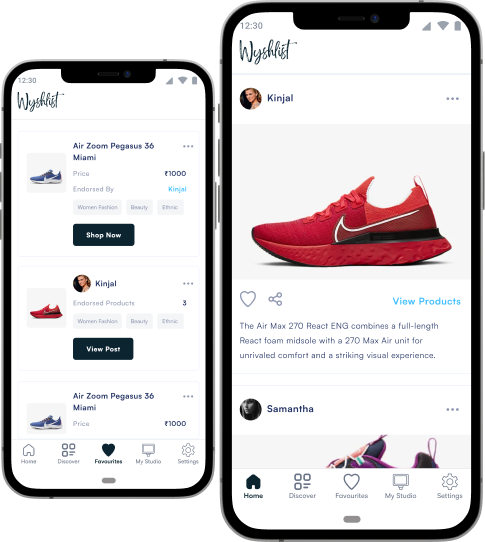 12:30
Wyshlist
Air Zoom Pegasus 36
Miami
Price ₹1000
Endorsed By Kinjal
Women Fashion Beauty Ethnic
Shop Now
Kinjal
Endorsed Products 3
Women Fashion Beauty Ethnic
View Post
Air Zoom Pegasus 36
Miami
Price ₹1000
Home Discover Favourites My Studio Settings
12:30
Wyshlist
Kinjal
View Products
The Air Max 270 React ENG combines a full-length
React foam midsole with a 270 Max Air unit for
unrivaled comfort and a striking visual experience.
Samantha
Home Discover Favourites My Studio Settings